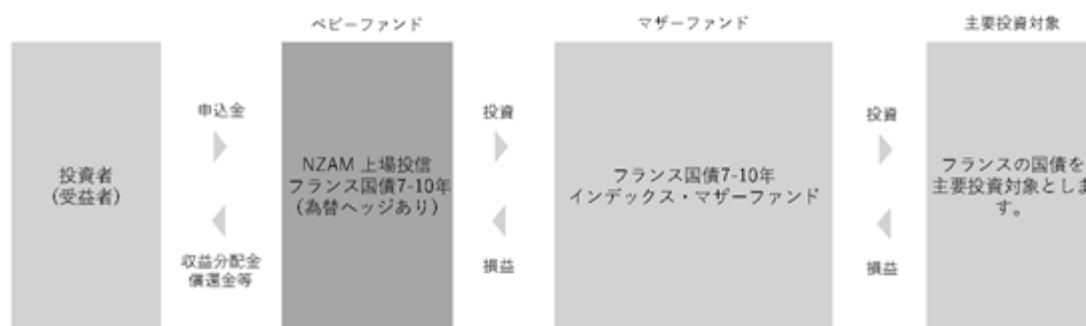 ベビーファンド
マザーファンド
主要投資対象
投資者
(受益者)
申込金
収益分配金
償還金等
NZAM 上場投信
フランス国債7-10年
(為替ヘッジあり)
投資
損益
フランス国債7-10年
インデックス・マザーファンド
投資
損益
フランスの国債を
主要投資対象としま
す。